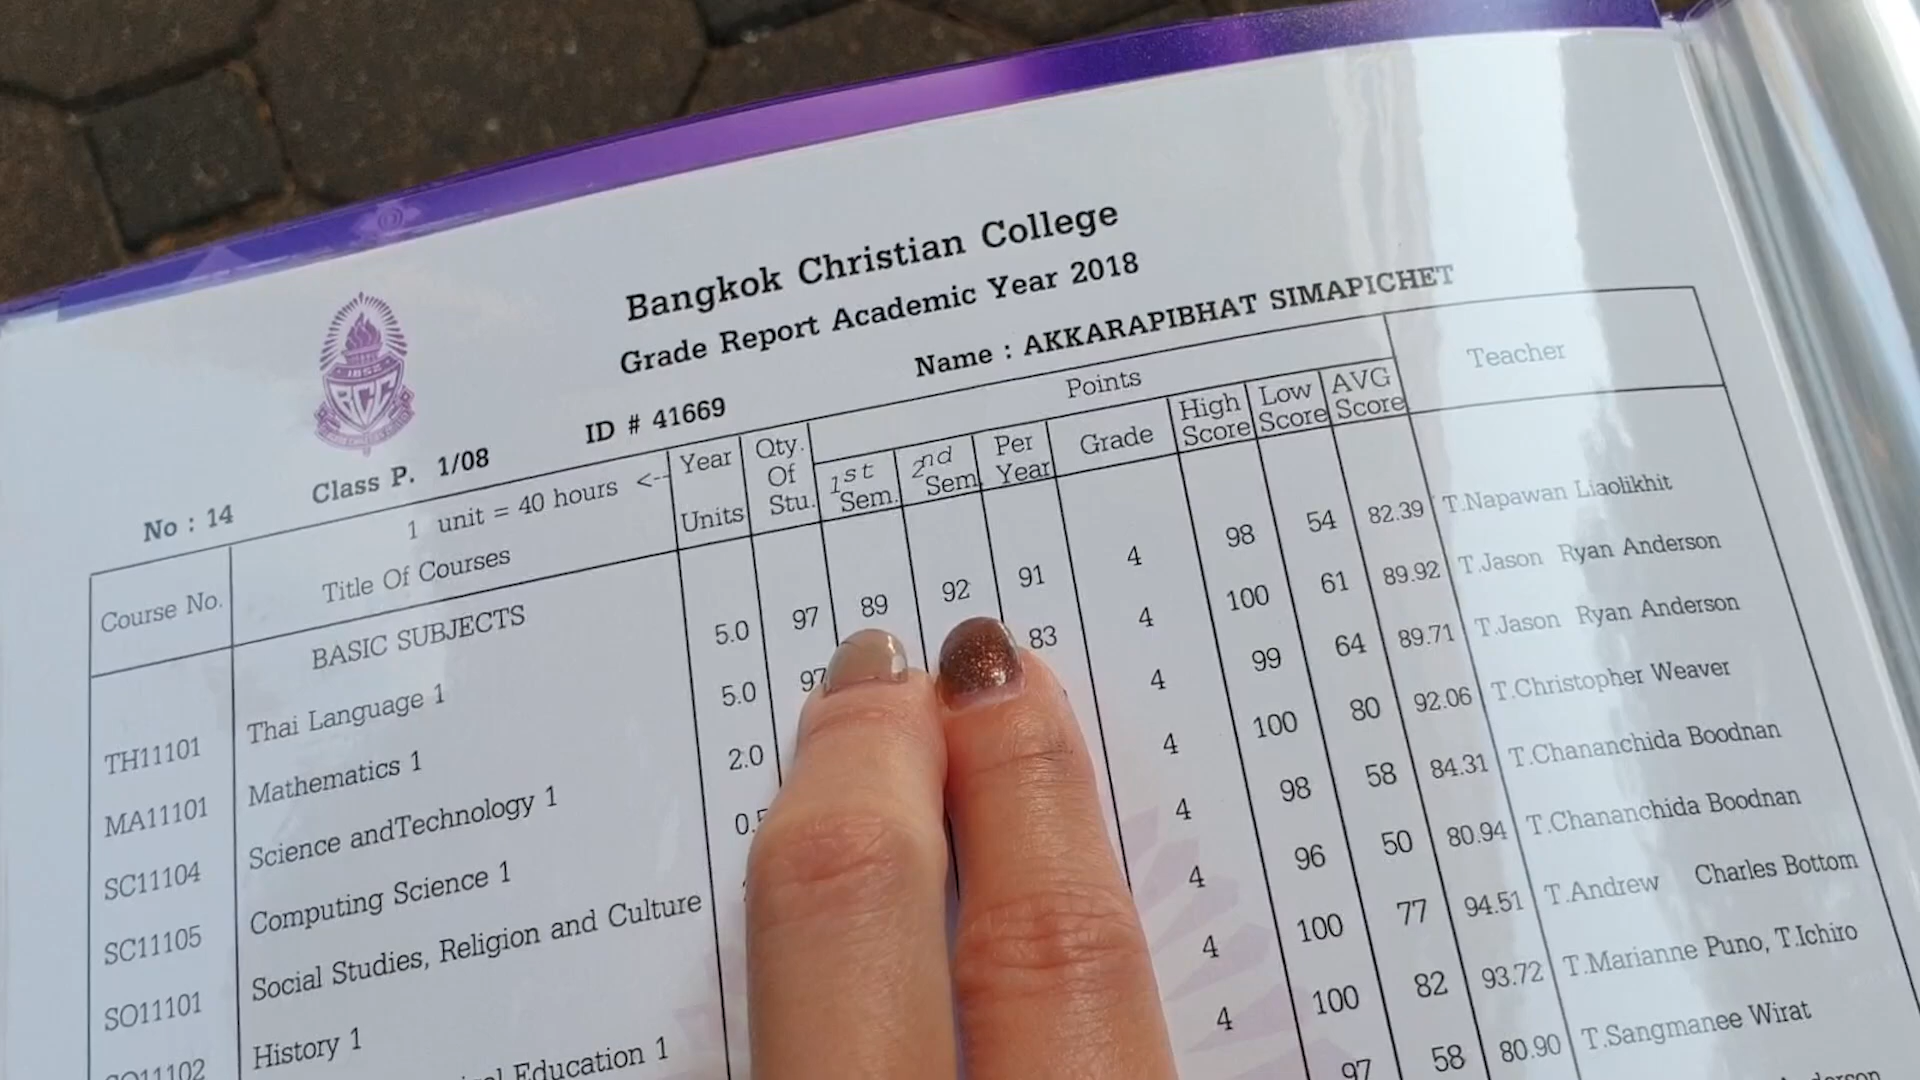 Bangkok Christian College
Grade Report Academic Year 2018
1852
BCC
No : 14 Class P. 1/08 ID # 41669 Name : AKKARAPIBHAT SIMAPICHET
1 unit = 40 hours <-- Year Units Qty. Of Stu. Points Teacher
Course No. Title Of Courses 1st Sem. 2nd Sem. Per Year Grade High Score Low Score AVG Score
BASIC SUBJECTS
TH11101 Thai Language 1 5.0 97 89 92 91 4 98 54 82.39 T.Napawan Liaolikhit
MA11101 Mathematics 1 5.0 97 83 4 100 61 89.92 T.Jason Ryan Anderson
SC11104 Science andTechnology 1 2.0 4 99 64 89.71 T.Jason Ryan Anderson
SC11105 Computing Science 1 4 100 80 92.06 T.Christopher Weaver
SO11101 Social Studies, Religion and Culture 4 98 58 84.31 T.Chananchida Boodnan
History 1 4 96 50 80.94 T.Chananchida Boodnan
Education 1 4 100 77 94.51 T.Andrew Charles Bottom
4 100 82 93.72 T.Marianne Puno, T.Ichiro
97 58 80.90 T.Sangmanee Wirat